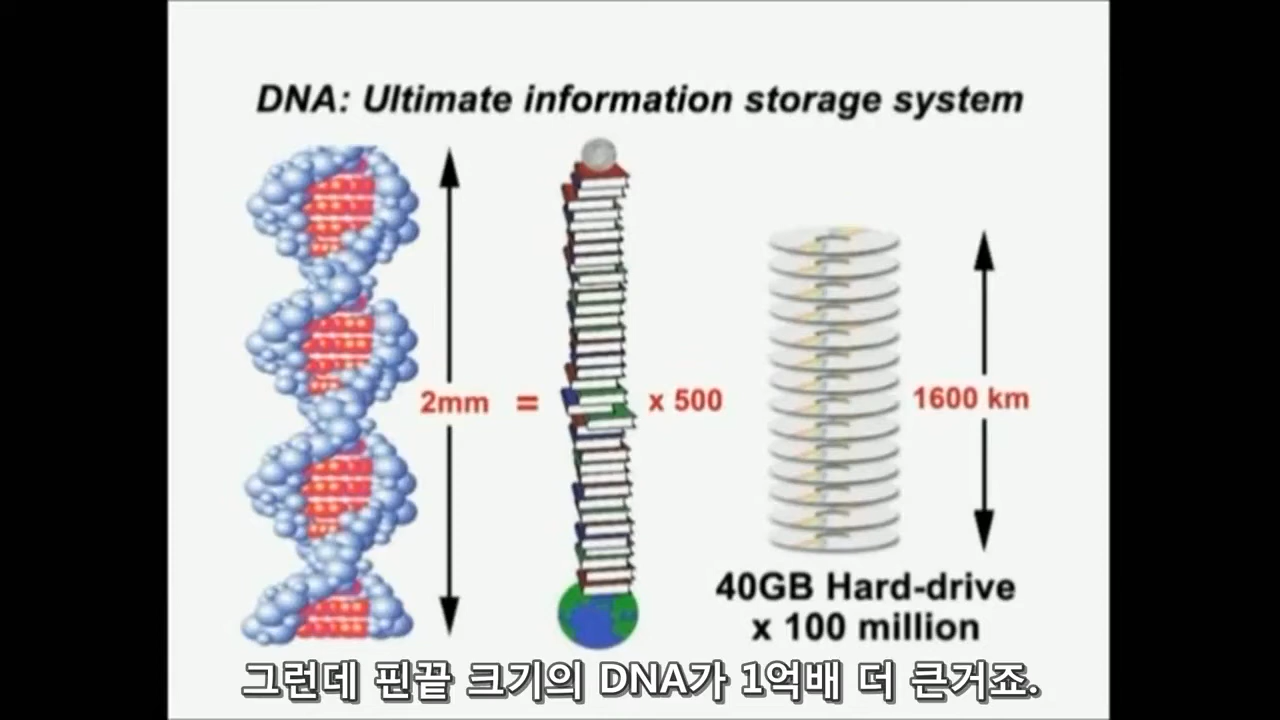 DNA: Ultimate information storage system
2mm = x 500
1600 km
40GB Hard-drive
x 100 million
그런데 핀끝 크기의 DNA가 1억배 더 큰거죠.